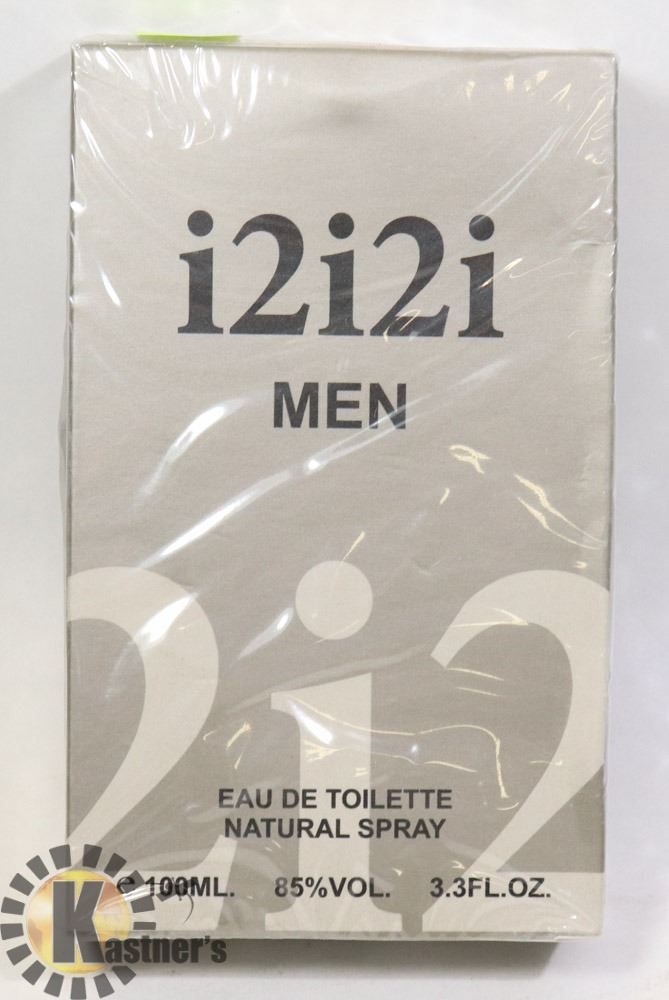 i2i2i
MEN
2i2
EAU DE TOILETTE
NATURAL SPRAY
e 100ML. 85%VOL. 3.3FL.OZ.
Kastner's